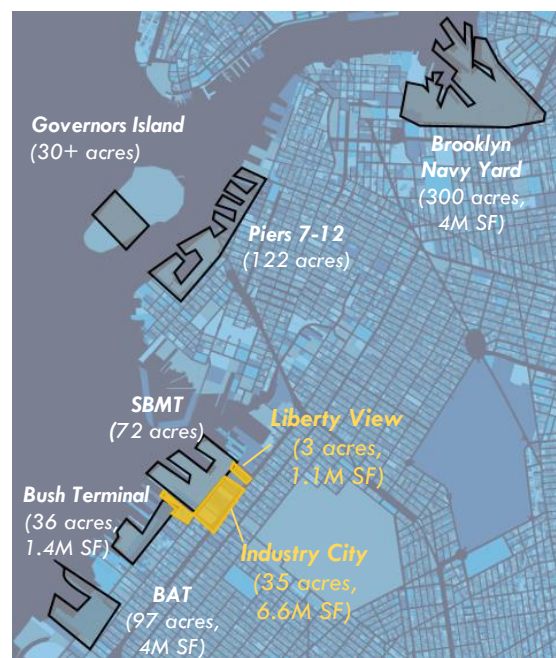 Governors Island
(30+ acres)
Brooklyn
Navy Yard
(300 acres,
4M SF)
Piers 7-12
(122 acres)
SBMT
(72 acres)
Liberty View
(3 acres,
1.1M SF)
Bush Terminal
(36 acres,
1.4M SF)
Industry City
(35 acres,
6.6M SF)
BAT
(97 acres,
4M SF)